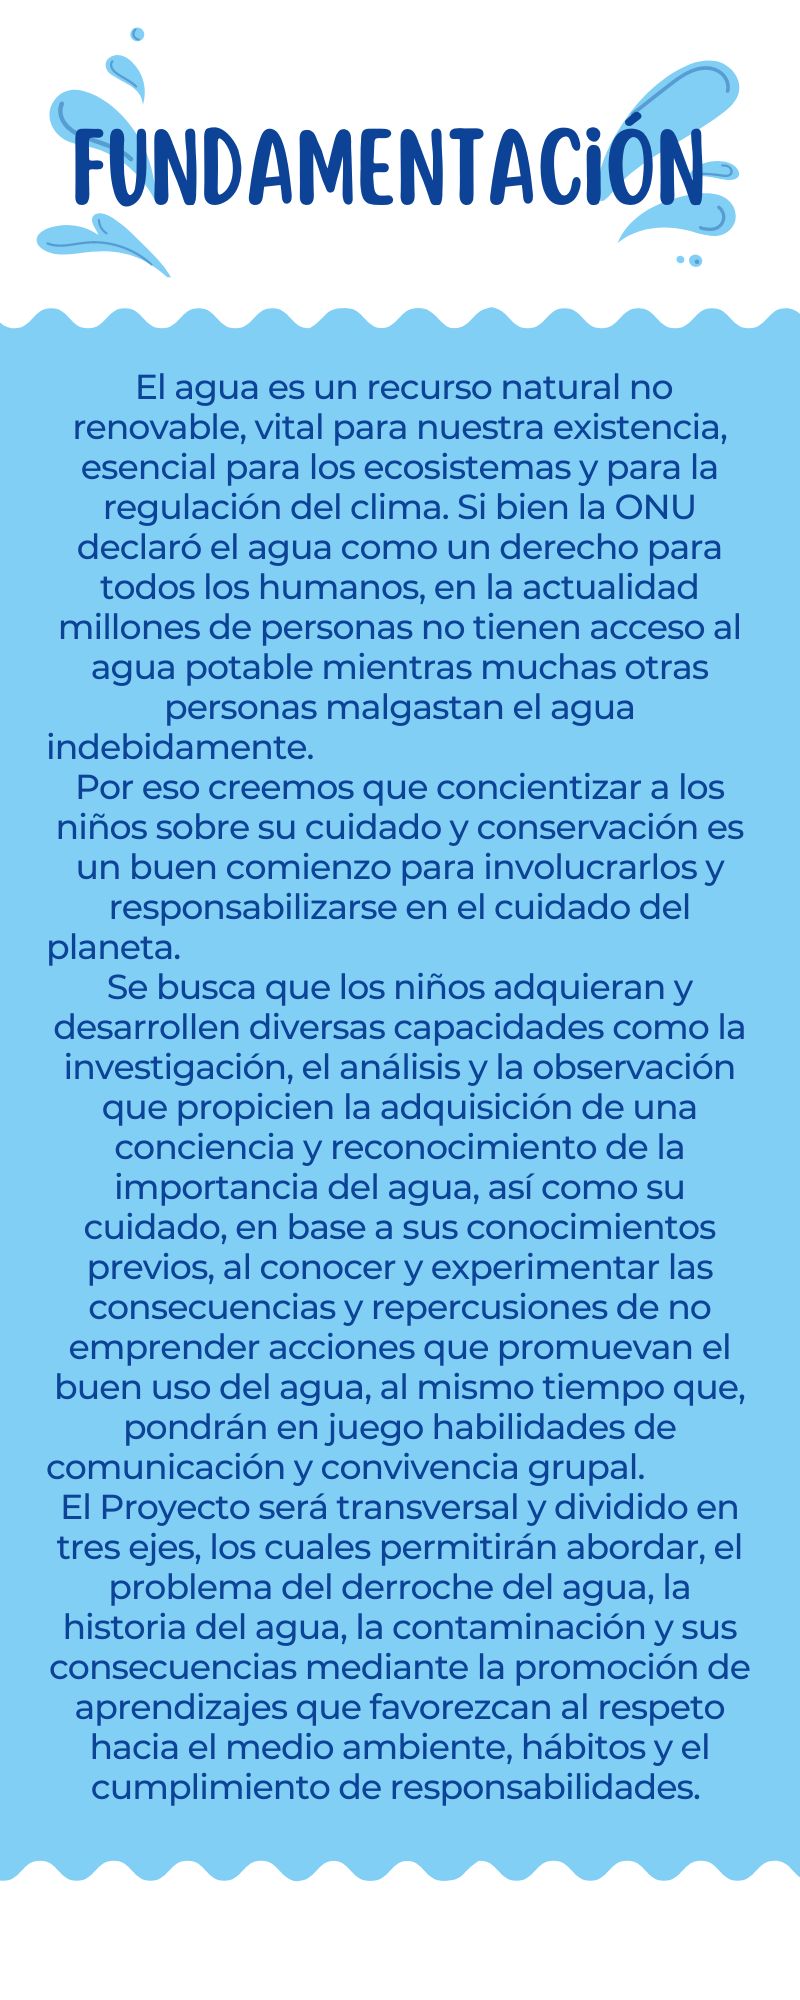 FUNDAMENTACIÓN
El agua es un recurso natural no
renovable, vital para nuestra existencia,
esencial para los ecosistemas y para la
regulación del clima. Si bien la ONU
declaró el agua como un derecho para
todos los humanos, en la actualidad
millones de personas no tienen acceso al
agua potable mientras muchas otras
personas malgastan el agua
indebidamente.
Por eso creemos que concientizar a los
niños sobre su cuidado y conservación es
un buen comienzo para involucrarlos y
responsabilizarse en el cuidado del
planeta.
Se busca que los niños adquieran y
desarrollen diversas capacidades como la
investigación, el análisis y la observación
que propicien la adquisición de una
conciencia y reconocimiento de la
importancia del agua, así como su
cuidado, en base a sus conocimientos
previos, al conocer y experimentar las
consecuencias y repercusiones de no
emprender acciones que promuevan el
buen uso del agua, al mismo tiempo que,
pondrán en juego habilidades de
comunicación y convivencia grupal.
El Proyecto será transversal y dividido en
tres ejes, los cuales permitirán abordar, el
problema del derroche del agua, la
historia del agua, la contaminación y sus
consecuencias mediante la promoción de
aprendizajes que favorezcan al respeto
hacia el medio ambiente, hábitos y el
cumplimiento de responsabilidades.